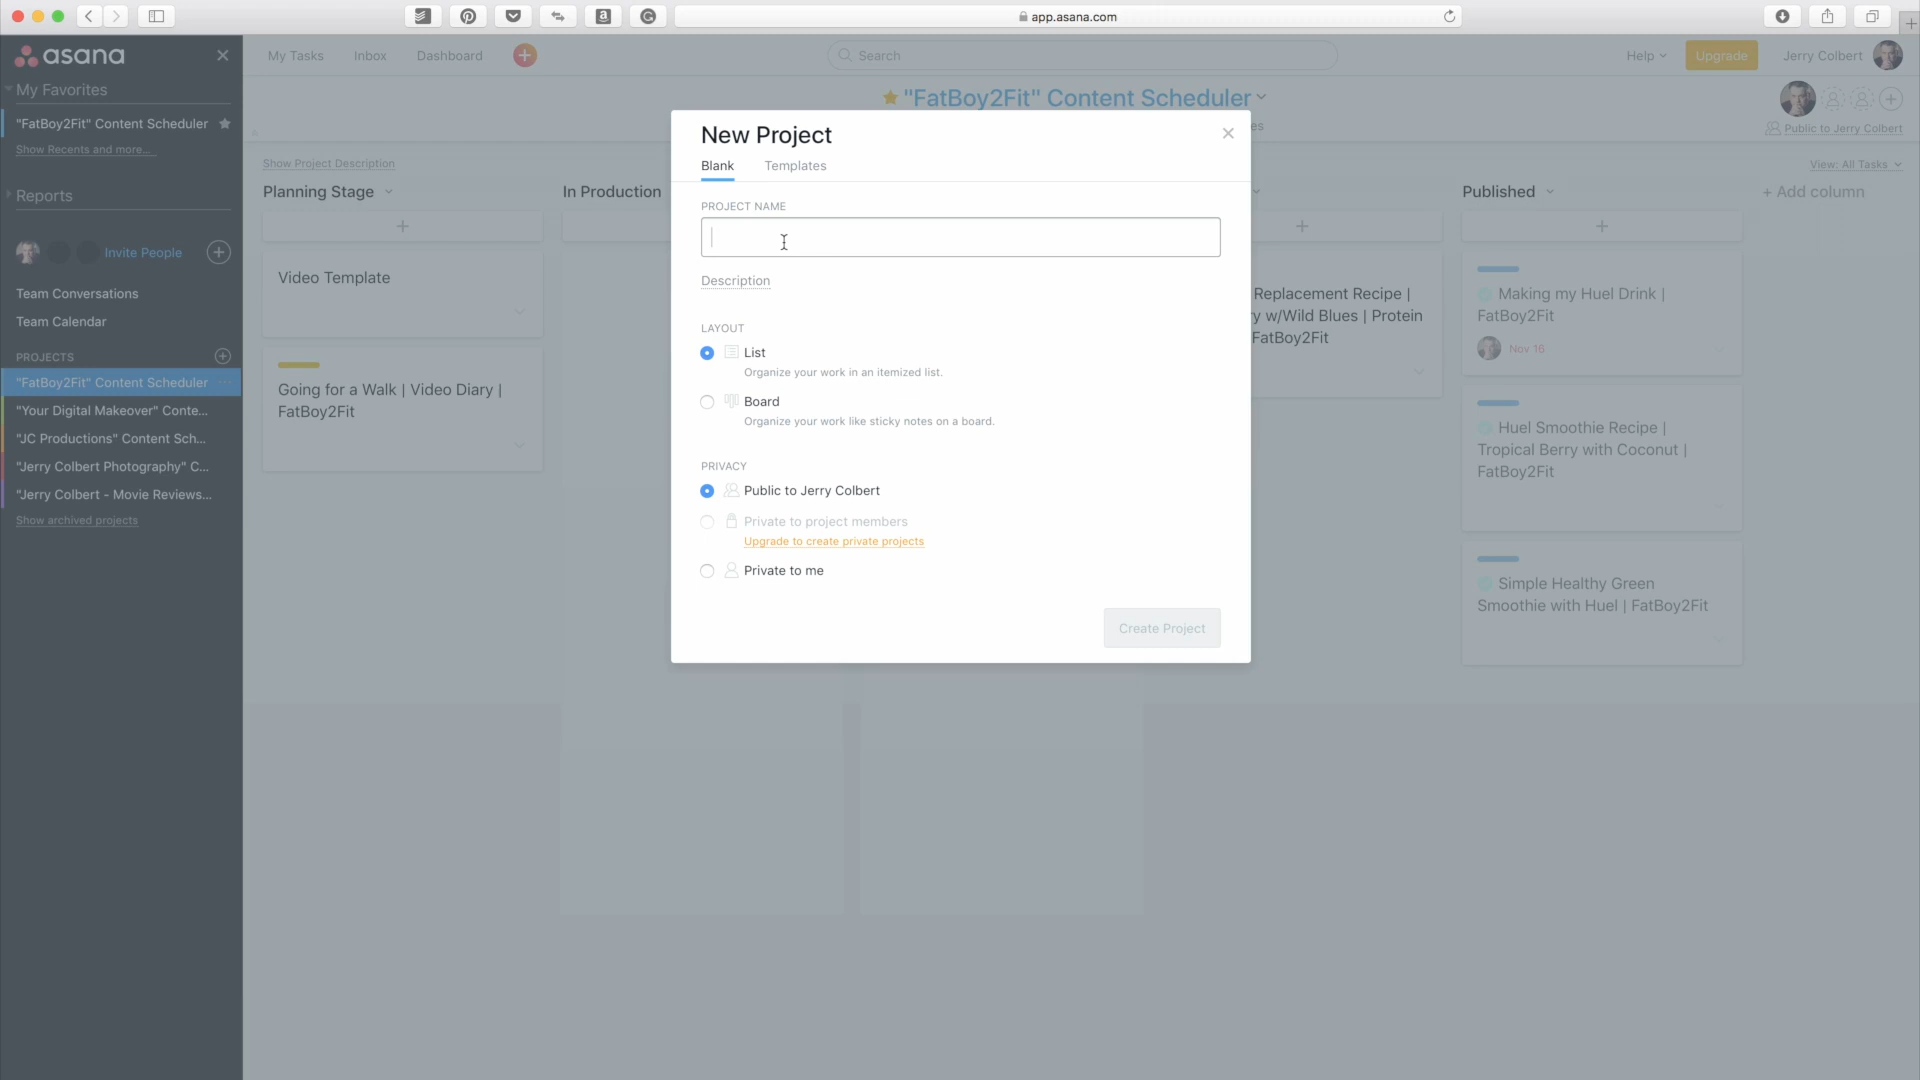 app.asana.com
asana
My Favorites
"FatBoy2Fit" Content Scheduler
Show Recents and more...
Reports
Invite People
Team Conversations
Team Calendar
PROJECTS
"FatBoy2Fit" Content Scheduler
"Your Digital Makeover" Conte...
"JC Productions" Content Sch...
"Jerry Colbert Photography" C...
"Jerry Colbert - Movie Reviews...
Show archived projects
My Tasks
Inbox
Dashboard
Search
Help
Upgrade
Jerry Colbert
"FatBoy2Fit" Content Scheduler
Public to Jerry Colbert
Show Project Description
View: All Tasks
Planning Stage
In Production
Published
+ Add column
Video Template
Going for a Walk | Video Diary |
FatBoy2Fit
Replacement Recipe |
w/Wild Blues | Protein
FatBoy2Fit
Making my Huel Drink |
FatBoy2Fit
Nov 16
Huel Smoothie Recipe |
Tropical Berry with Coconut |
FatBoy2Fit
Simple Healthy Green
Smoothie with Huel | FatBoy2Fit
New Project
Blank
Templates
PROJECT NAME
Description
LAYOUT
List
Organize your work in an itemized list.
Board
Organize your work like sticky notes on a board.
PRIVACY
Public to Jerry Colbert
Private to project members
Upgrade to create private projects
Private to me
Create Project